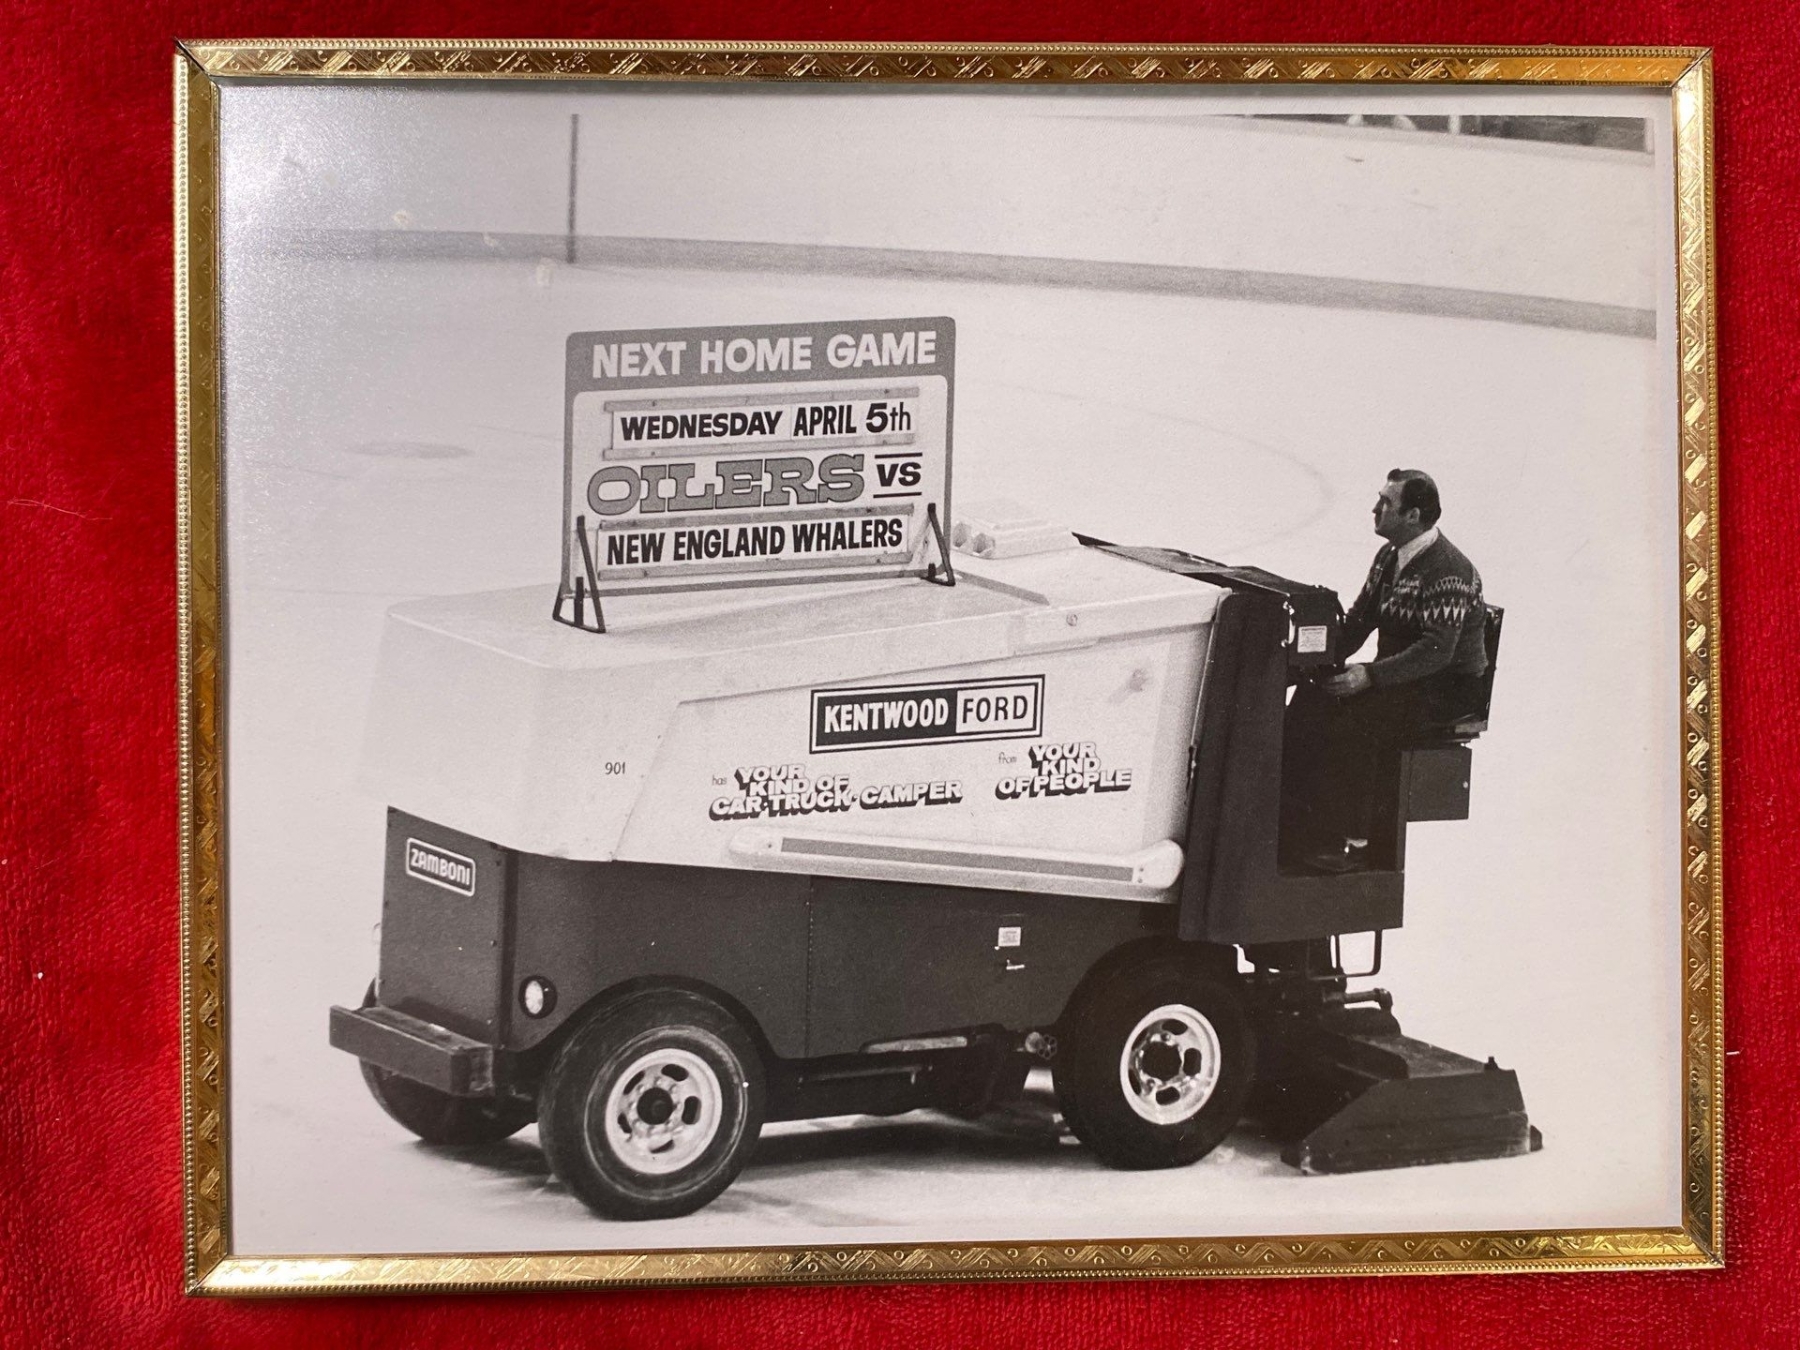 NEXT HOME GAME
WEDNESDAY APRIL 5th
OILERS VS
NEW ENGLAND WHALERS
KENTWOOD FORD
has YOUR KIND OF CAR·TRUCK·CAMPER
from YOUR KIND OF PEOPLE
901
ZAMBONI